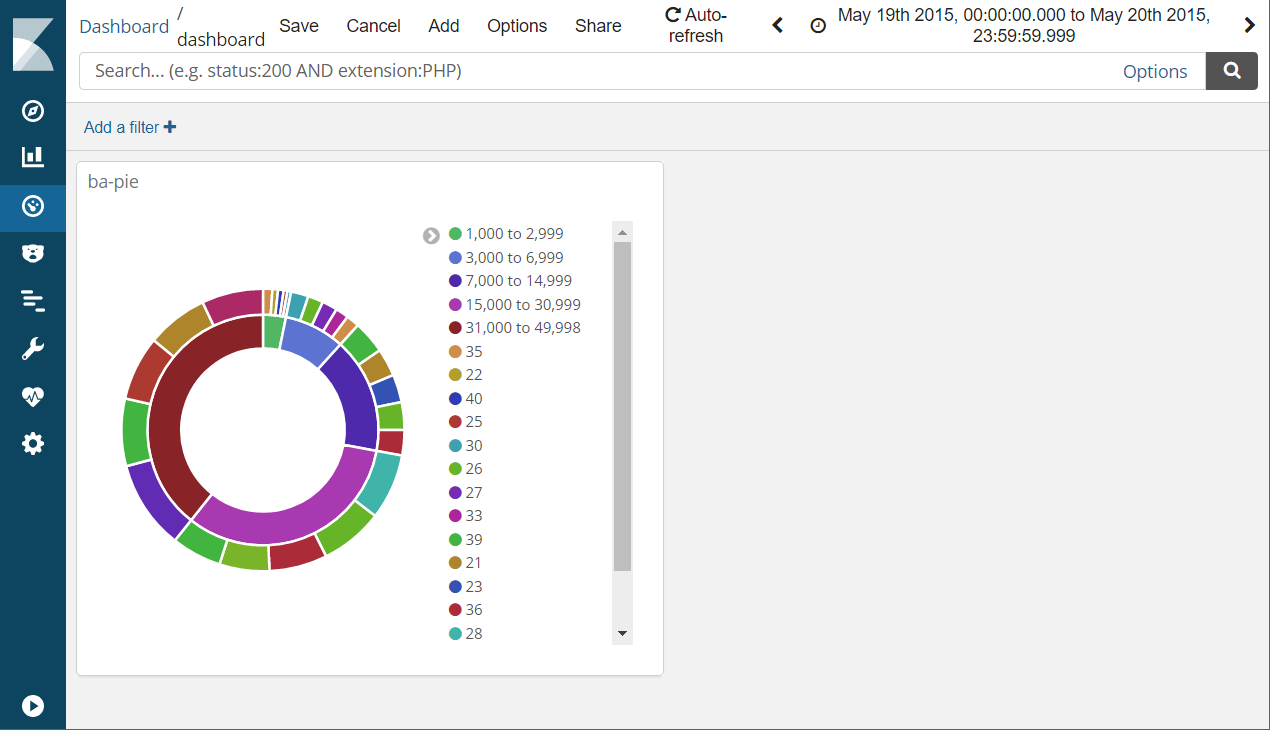 Dashboard / dashboard
Save Cancel Add Options Share Auto-refresh
May 19th 2015, 00:00:00.000 to May 20th 2015, 23:59:59.999
Search... (e.g. status:200 AND extension:PHP) Options
Add a filter
ba-pie
1,000 to 2,999
3,000 to 6,999
7,000 to 14,999
15,000 to 30,999
31,000 to 49,998
35
22
40
25
30
26
27
33
39
21
23
36
28